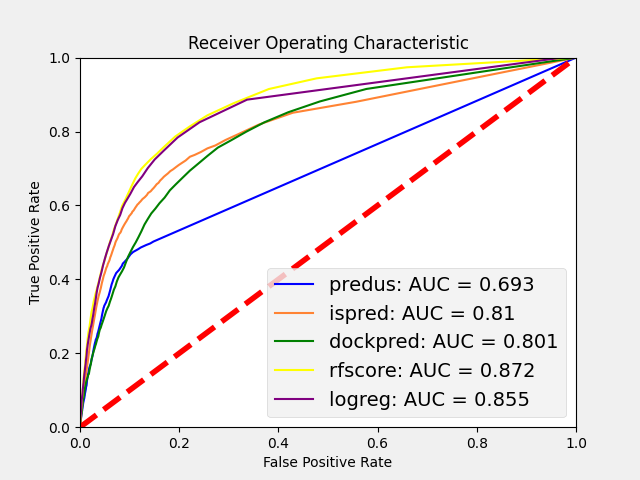 Receiver Operating Characteristic
True Positive Rate
1.0
0.8
0.6
0.4
0.2
0.0
predus: AUC = 0.693
ispred: AUC = 0.81
dockpred: AUC = 0.801
rfscore: AUC = 0.872
logreg: AUC = 0.855
0.0 0.2 0.4 0.6 0.8 1.0
False Positive Rate